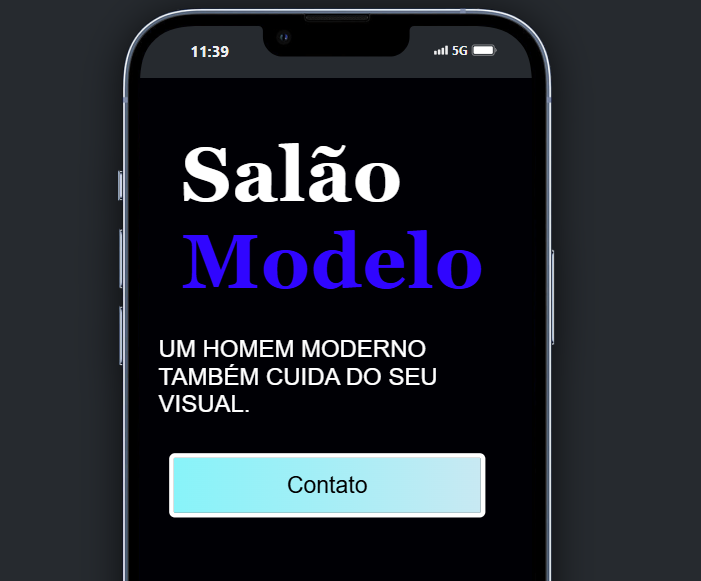 11:39
5G
Salão
Modelo
UM HOMEM MODERNO
TAMBÉM CUIDA DO SEU
VISUAL.
Contato